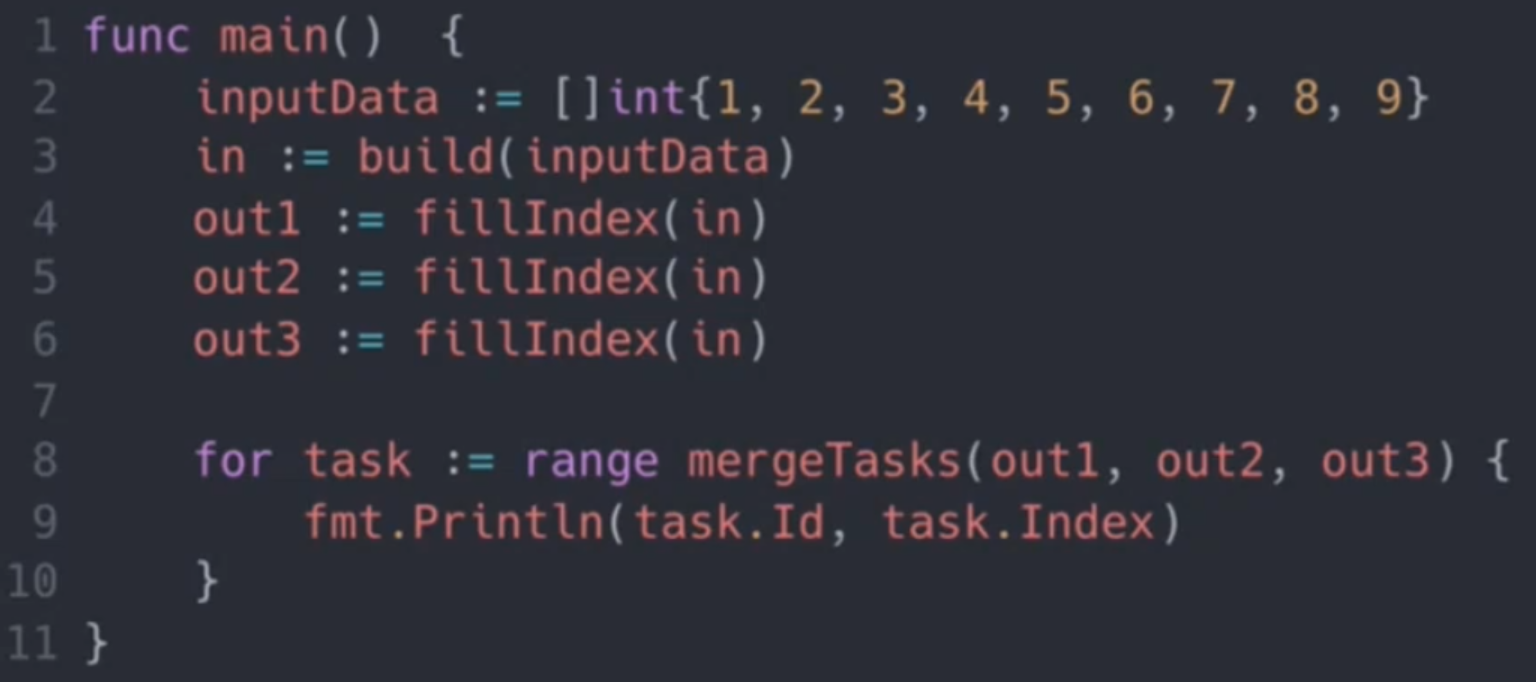 1 func main()  {
2     inputData := []int{1, 2, 3, 4, 5, 6, 7, 8, 9}
3     in := build(inputData)
4     out1 := fillIndex(in)
5     out2 := fillIndex(in)
6     out3 := fillIndex(in)
7
8     for task := range mergeTasks(out1, out2, out3) {
9         fmt.Println(task.Id, task.Index)
10     }
11 }